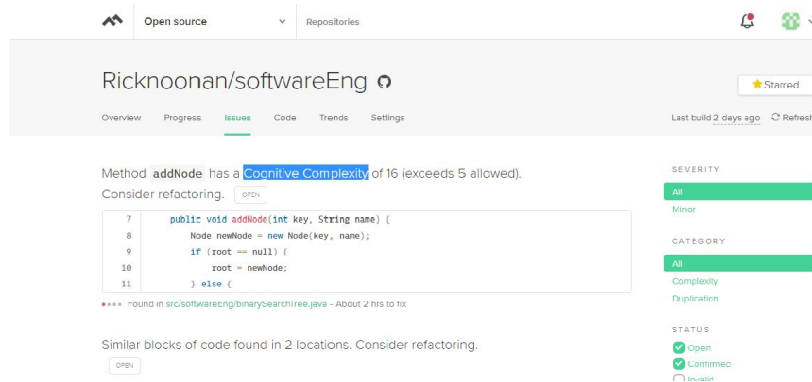 Open source
Repositories
Ricknoonan/softwareEng
Starred
Overview Progress Issues Code Trends Settings
Last build 2 days ago Refresh
Method addNode has a Cognitive Complexity of 16 (exceeds 5 allowed).
Consider refactoring. OPEN
7 public void addNode(int key, String name) {
8 Node newNode = new Node(key, name);
9 if (root == null) {
10 root = newNode;
11 } else {
Found in src/softwareEng/binarySearchTree.java - About 2 hrs to fix
Similar blocks of code found in 2 locations. Consider refactoring.
OPEN
SEVERITY
All
Minor
CATEGORY
All
Complexity
Duplication
STATUS
Open
Confirmed
Invalid